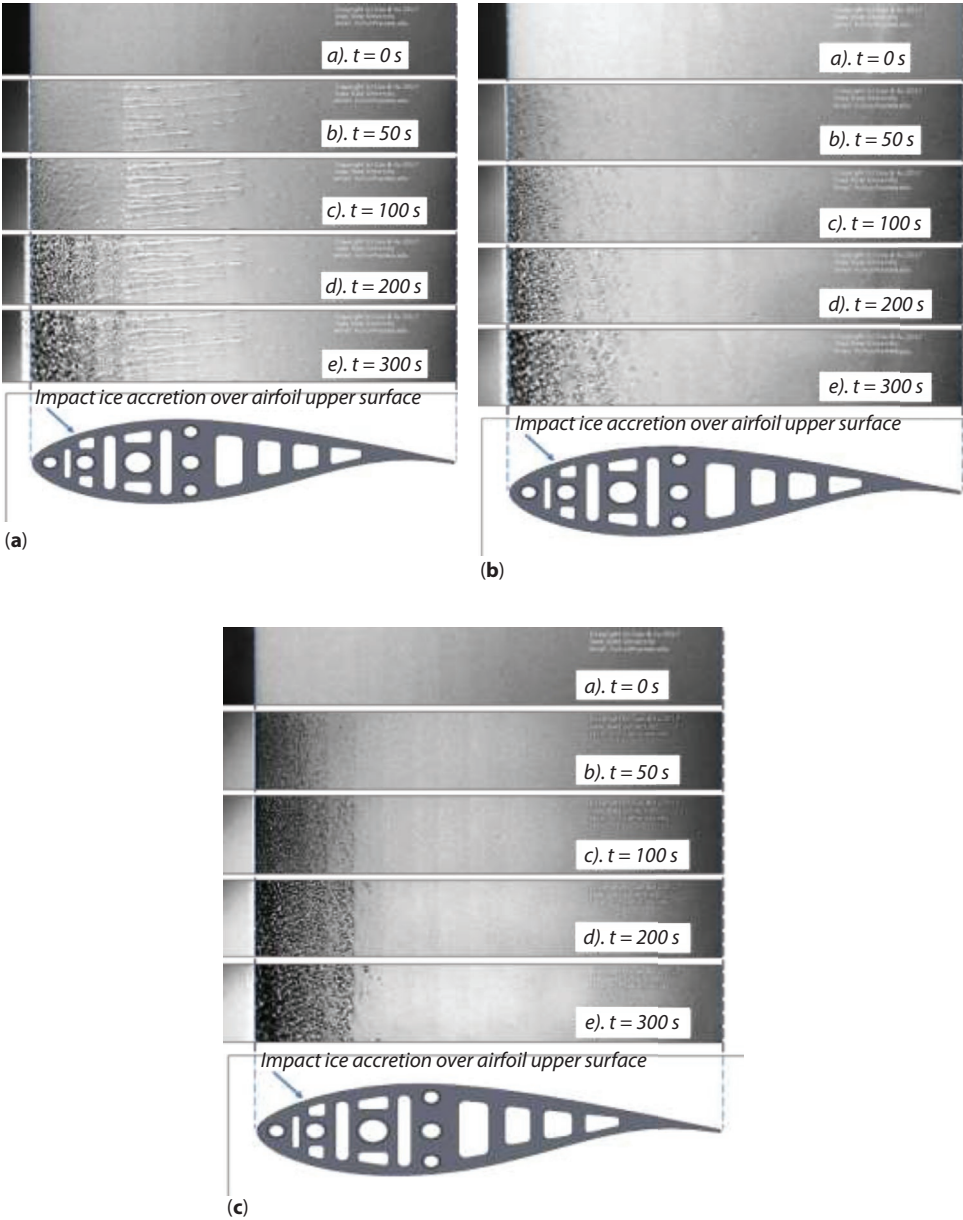 a). t = 0 s
b). t = 50 s
c). t = 100 s
d). t = 200 s
e). t = 300 s
Impact ice accretion over airfoil upper surface
(a)
a). t = 0 s
b). t = 50 s
c). t = 100 s
d). t = 200 s
e). t = 300 s
Impact ice accretion over airfoil upper surface
(b)
a). t = 0 s
b). t = 50 s
c). t = 100 s
d). t = 200 s
e). t = 300 s
Impact ice accretion over airfoil upper surface
(c)